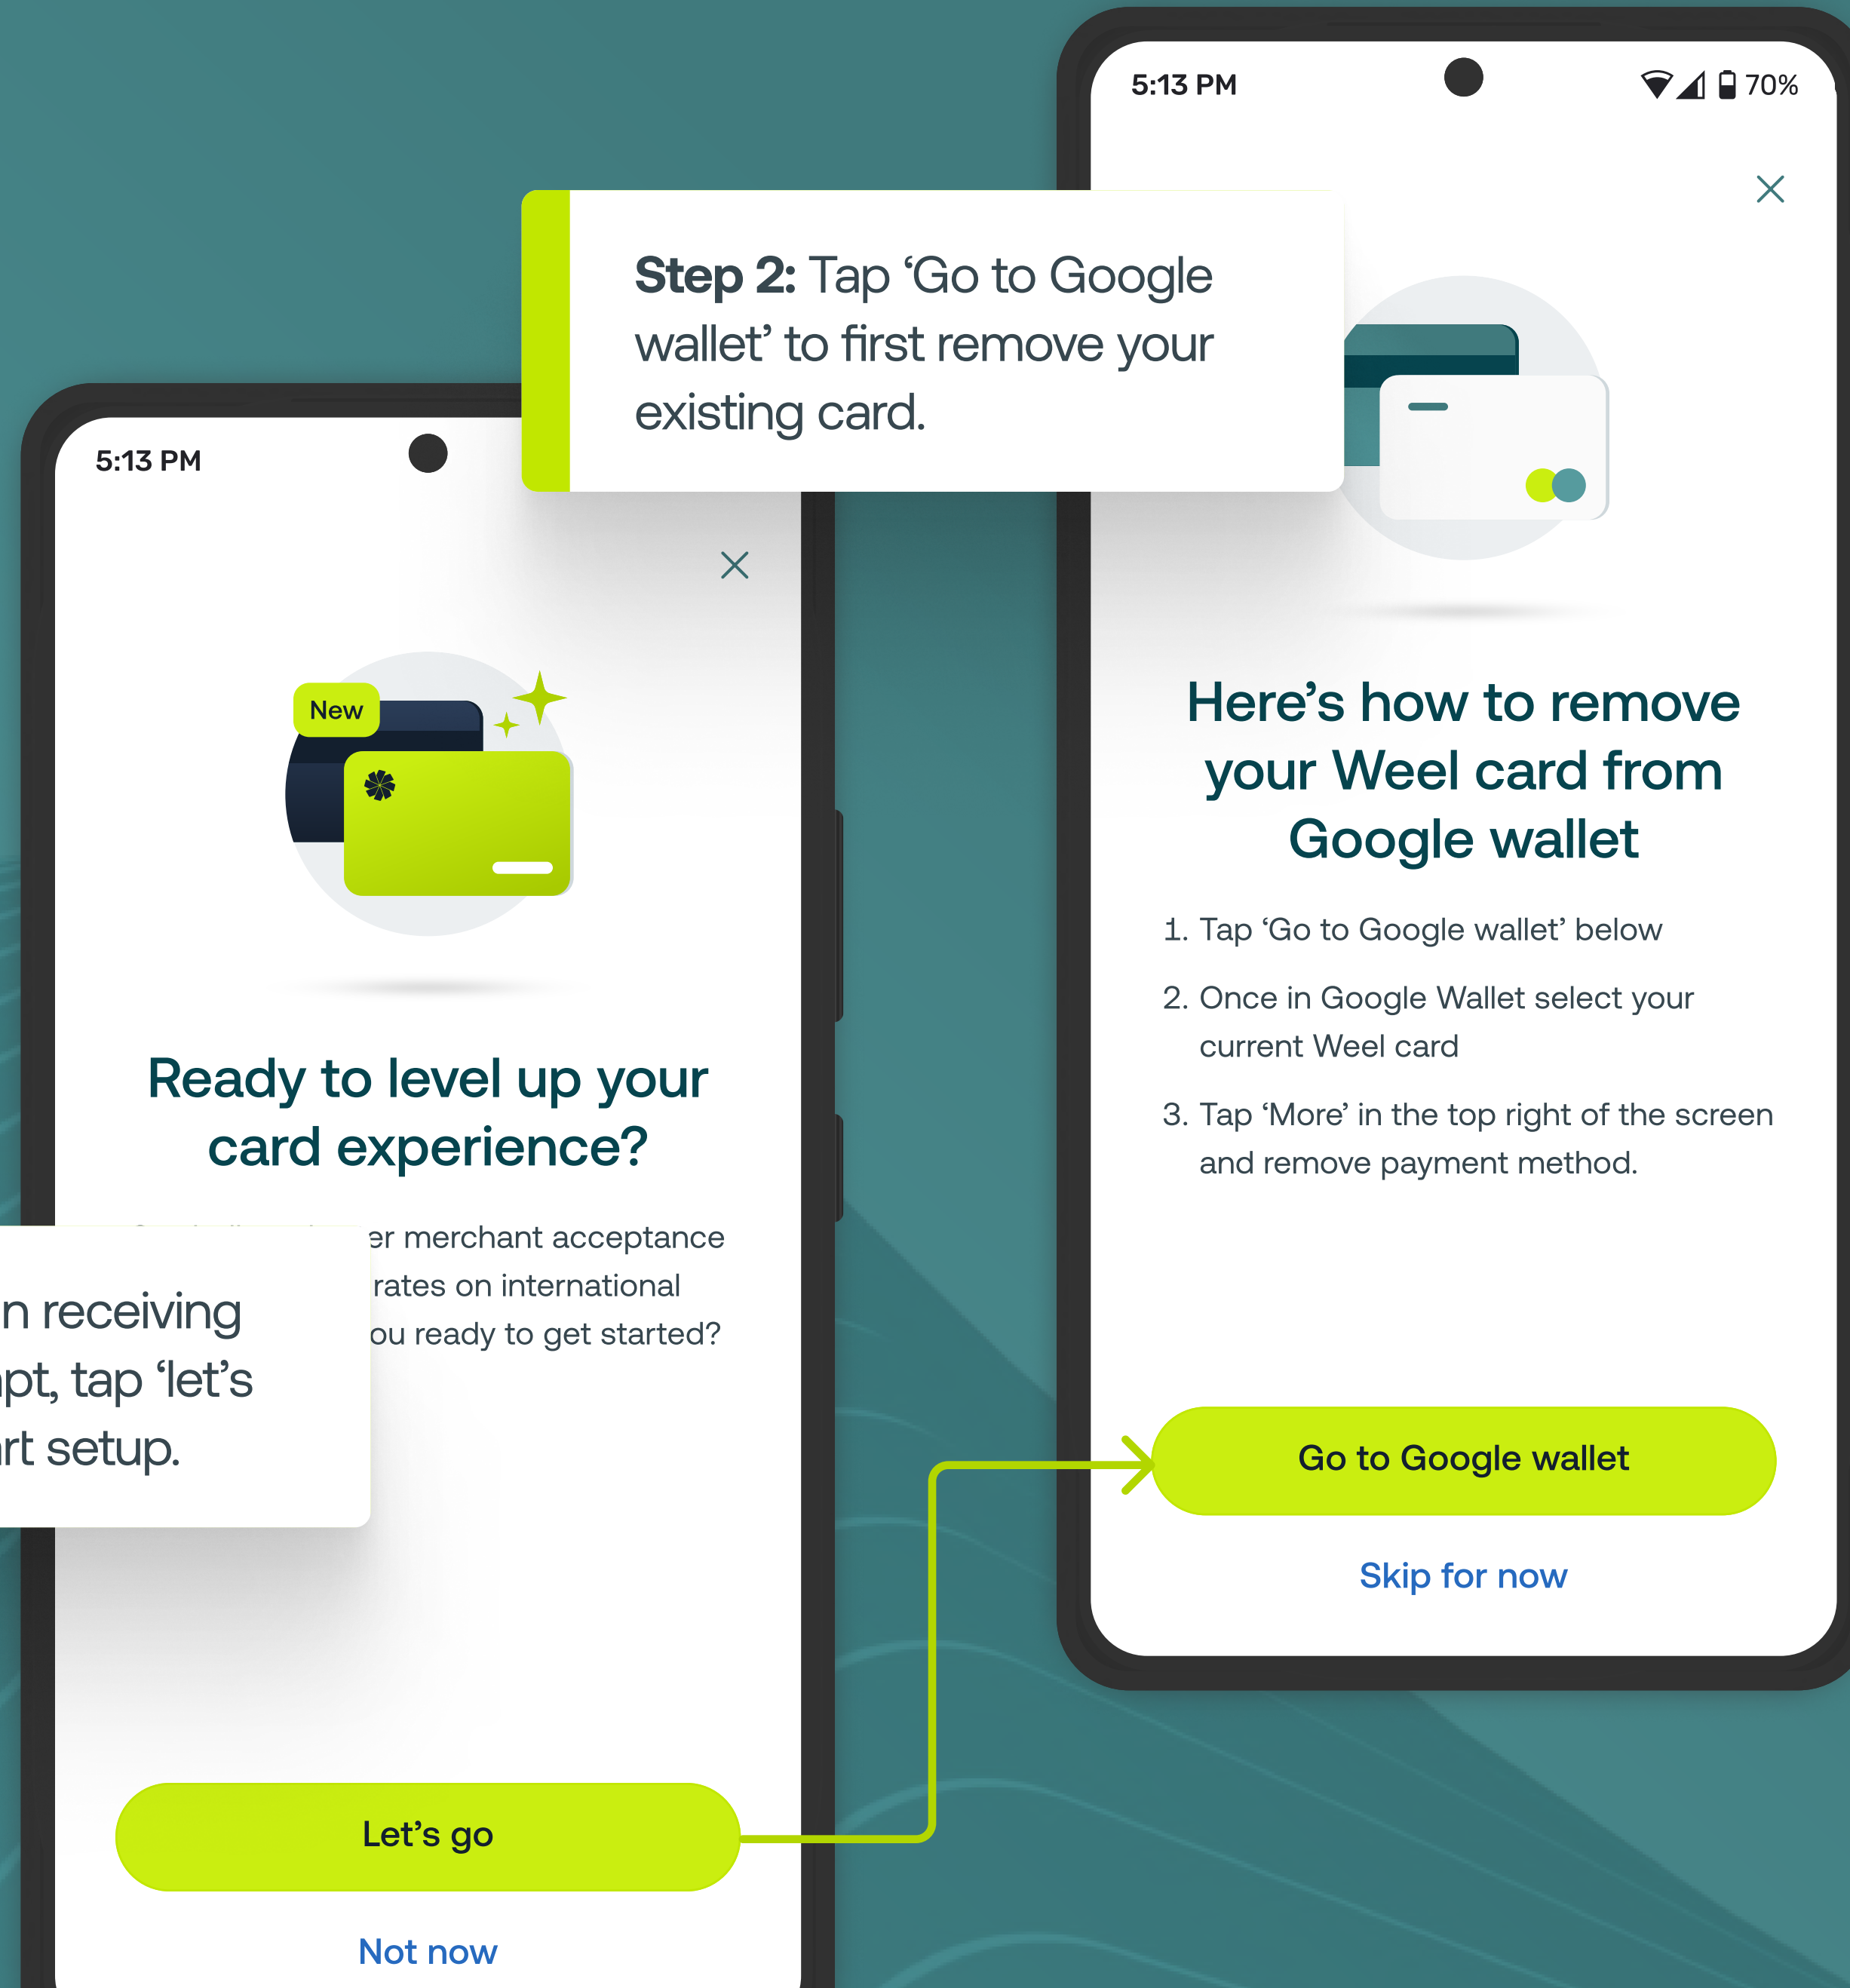 5:13 PM
70%
Step 2: Tap ‘Go to Google
wallet’ to first remove your
existing card.
5:13 PM
New
Ready to level up your
card experience?
merchant acceptance
rates on international
ready to get started?
receiving
tap ‘let’s
setup.
Let’s go
Not now
Here’s how to remove
your Weel card from
Google wallet
1. Tap ‘Go to Google wallet’ below
2. Once in Google Wallet select your
current Weel card
3. Tap ‘More’ in the top right of the screen
and remove payment method.
Go to Google wallet
Skip for now